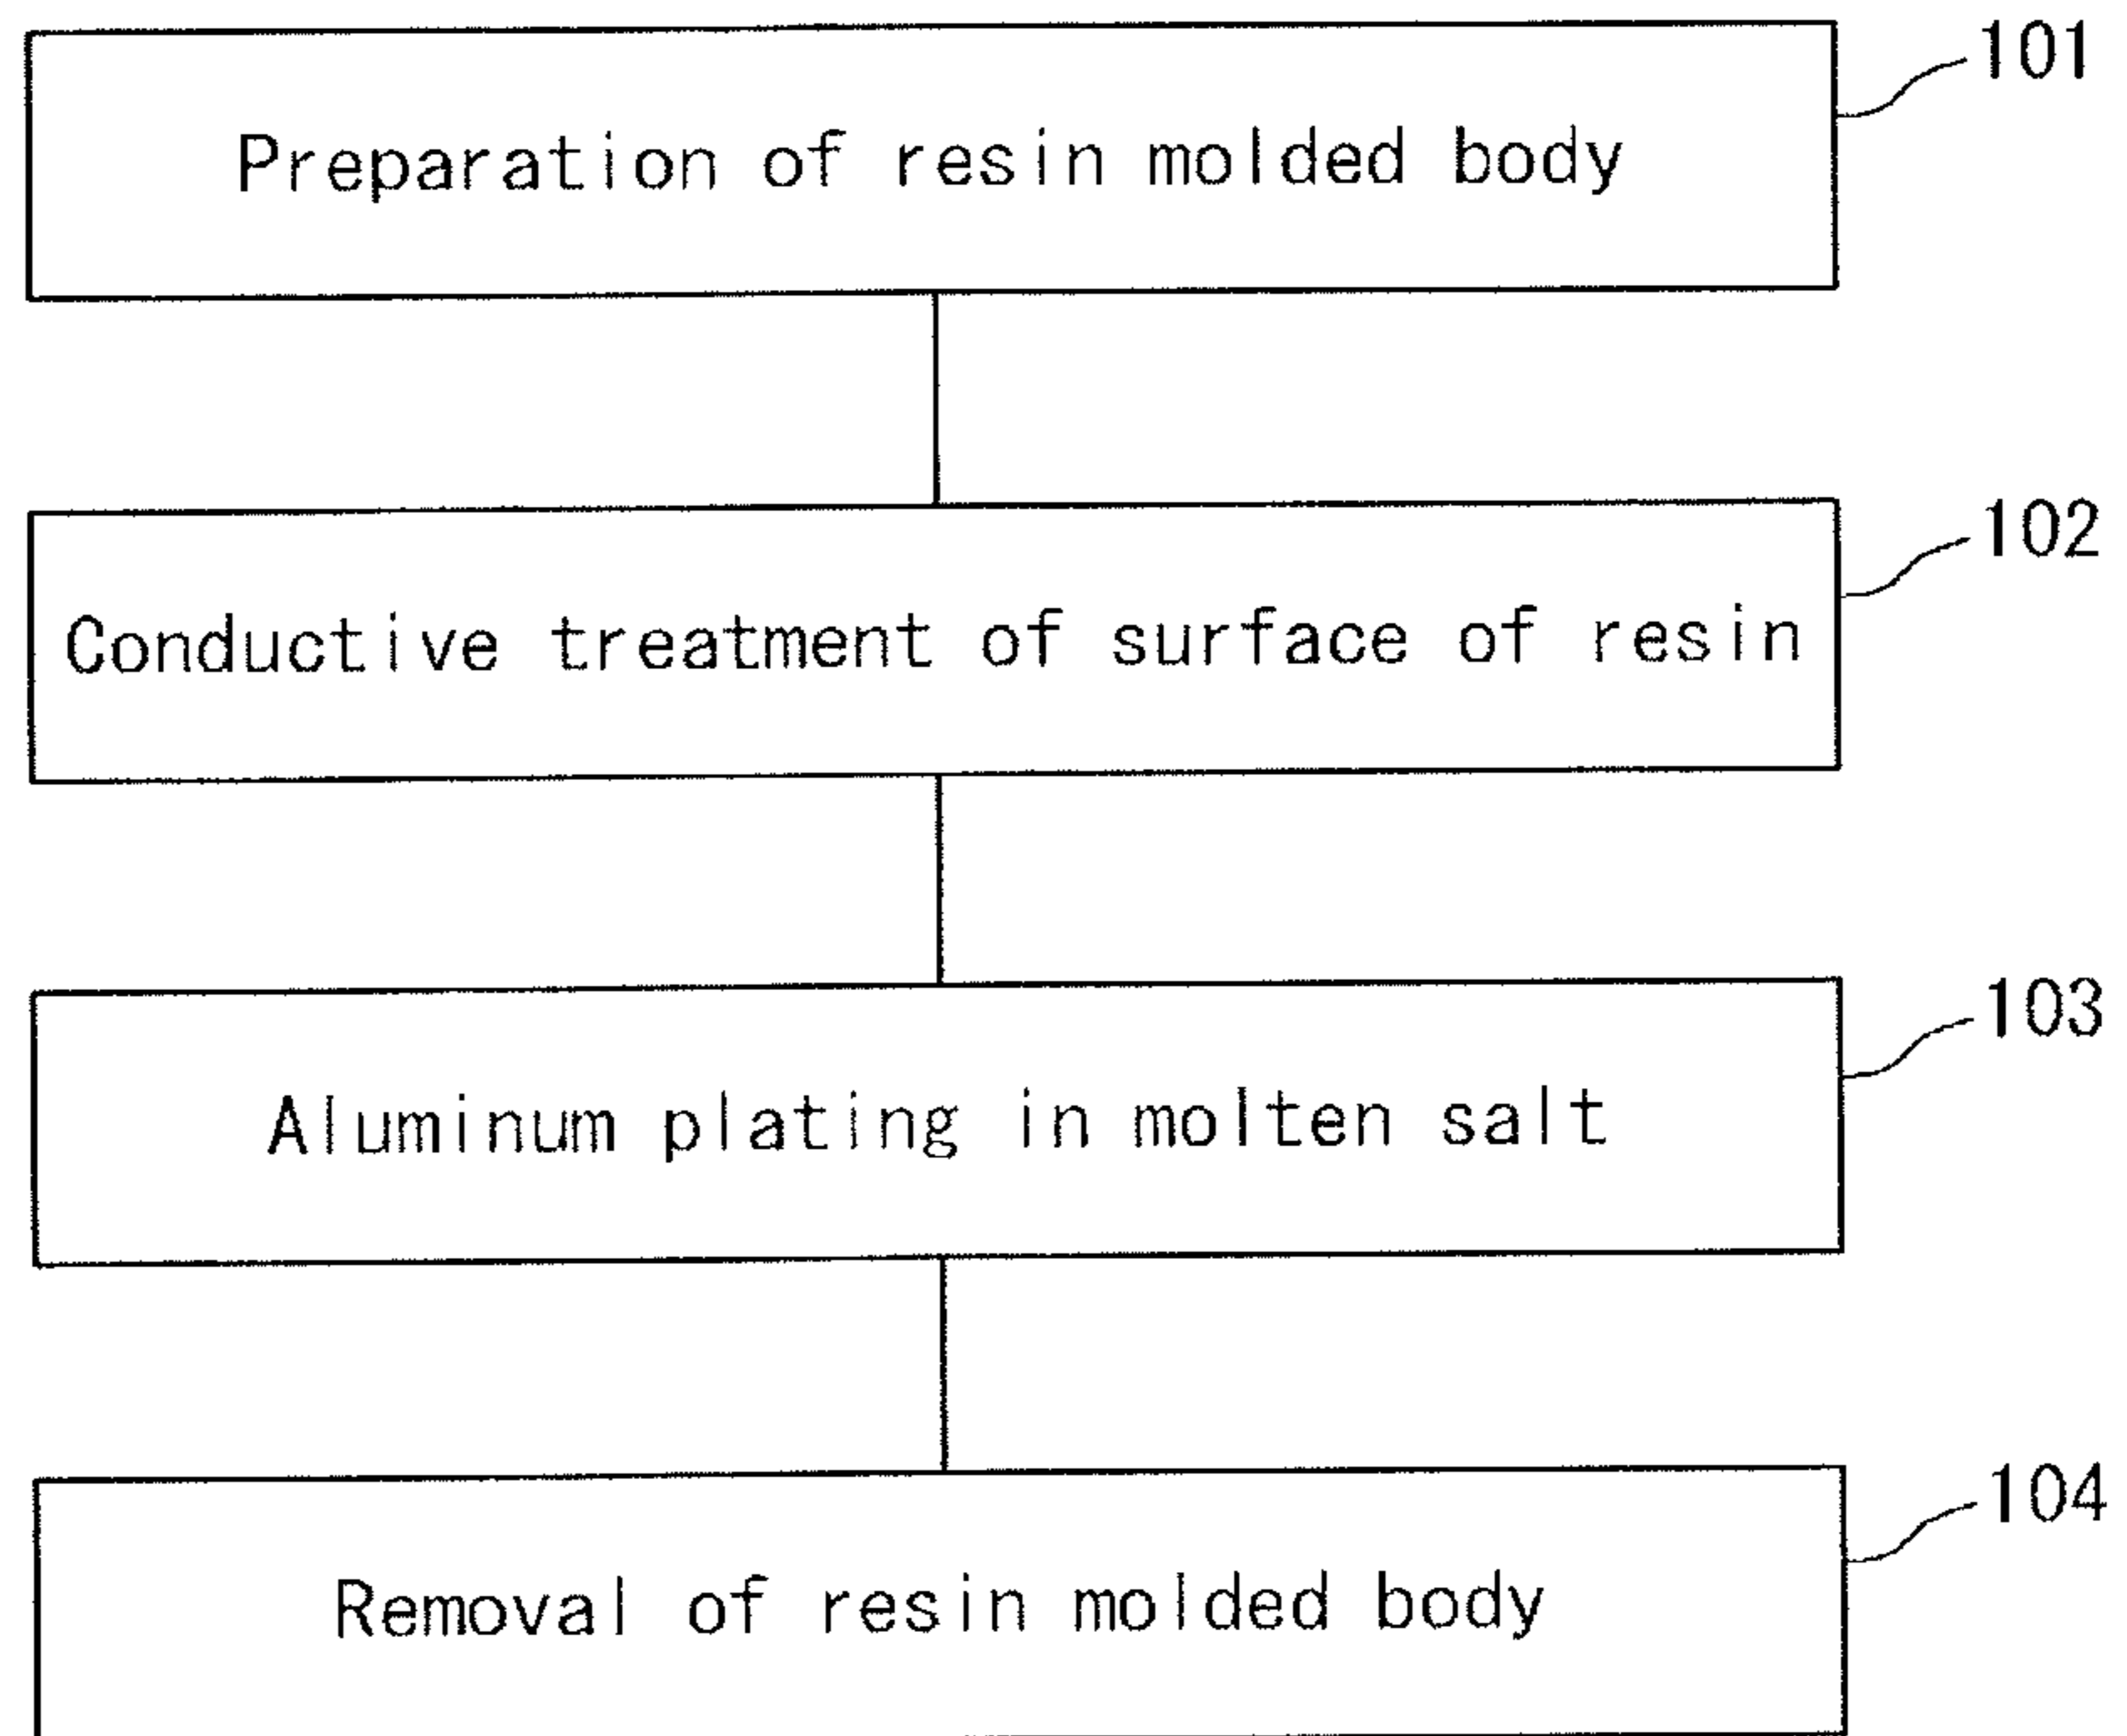 101
Preparation of resin molded body
102
Conductive treatment of surface of resin
103
Aluminum plating in molten salt
104
Removal of resin molded body